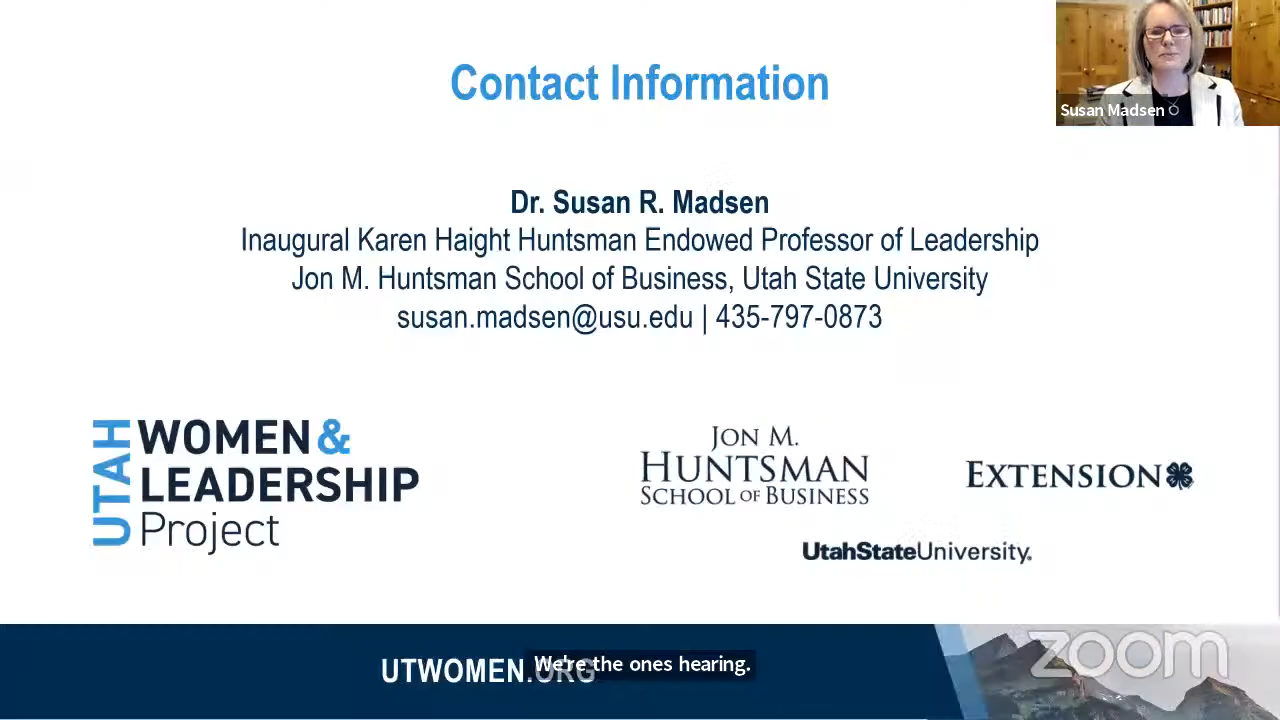 Contact Information
Susan Madsen
Dr. Susan R. Madsen
Inaugural Karen Haight Huntsman Endowed Professor of Leadership
Jon M. Huntsman School of Business, Utah State University
susan.madsen@usu.edu | 435-797-0873
UTAH
WOMEN &
LEADERSHIP
Project
JON M.
HUNTSMAN
SCHOOL OF BUSINESS
EXTENSION
UtahStateUniversity.
UTWOMEN.ORG
We're the ones hearing.
zoom